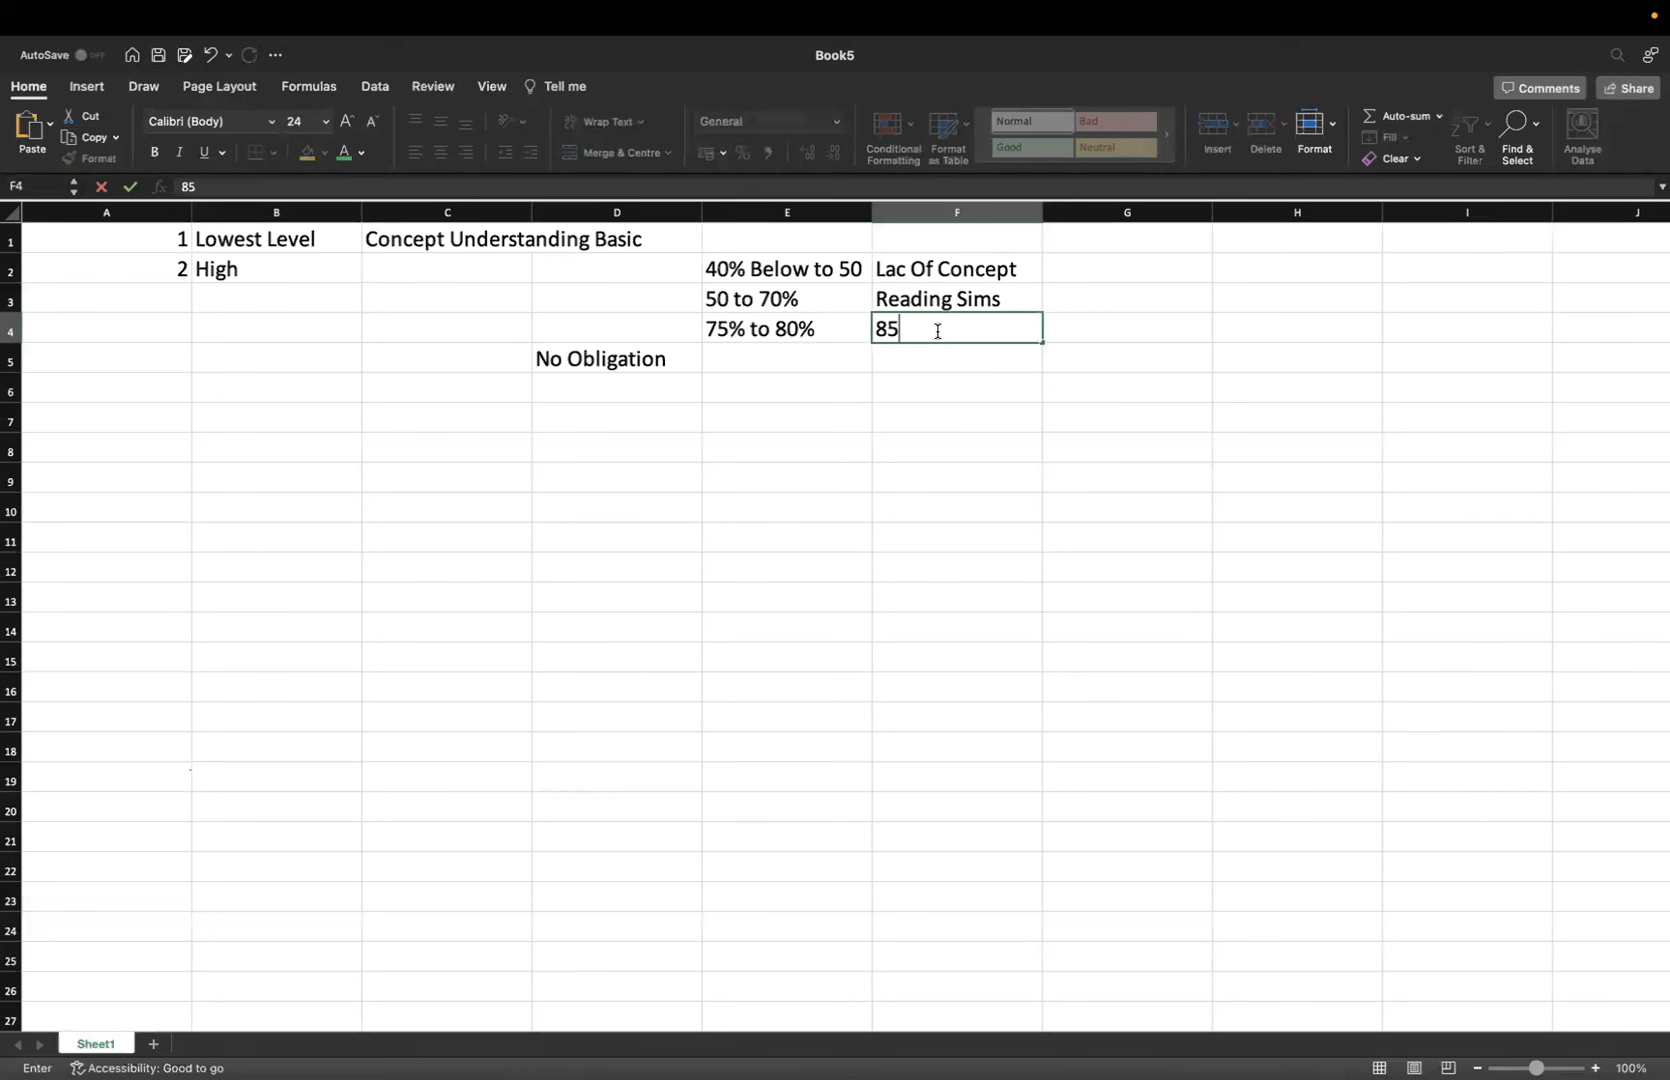 AutoSave OFF
Book5
Home Insert Draw Page Layout Formulas Data Review View Tell me
Comments Share
Paste
Cut
Copy
Format
Calibri (Body) 24
B I U
Wrap Text
Merge & Centre
General
Conditional Formatting
Format as Table
Normal Bad
Good Neutral
Insert Delete Format
Auto-sum
Fill
Clear
Sort & Filter
Find & Select
Analyse Data
F4 fx 85
A B C D E F G H I J
1 1 Lowest Level Concept Understanding Basic
2 2 High 40% Below to 50 Lac Of Concept
3 50 to 70% Reading Sims
4 75% to 80% 85
5 No Obligation
6
7
8
9
10
11
12
13
14
15
16
17
18
19
20
21
22
23
24
25
26
27
Sheet1
Enter Accessibility: Good to go 100%